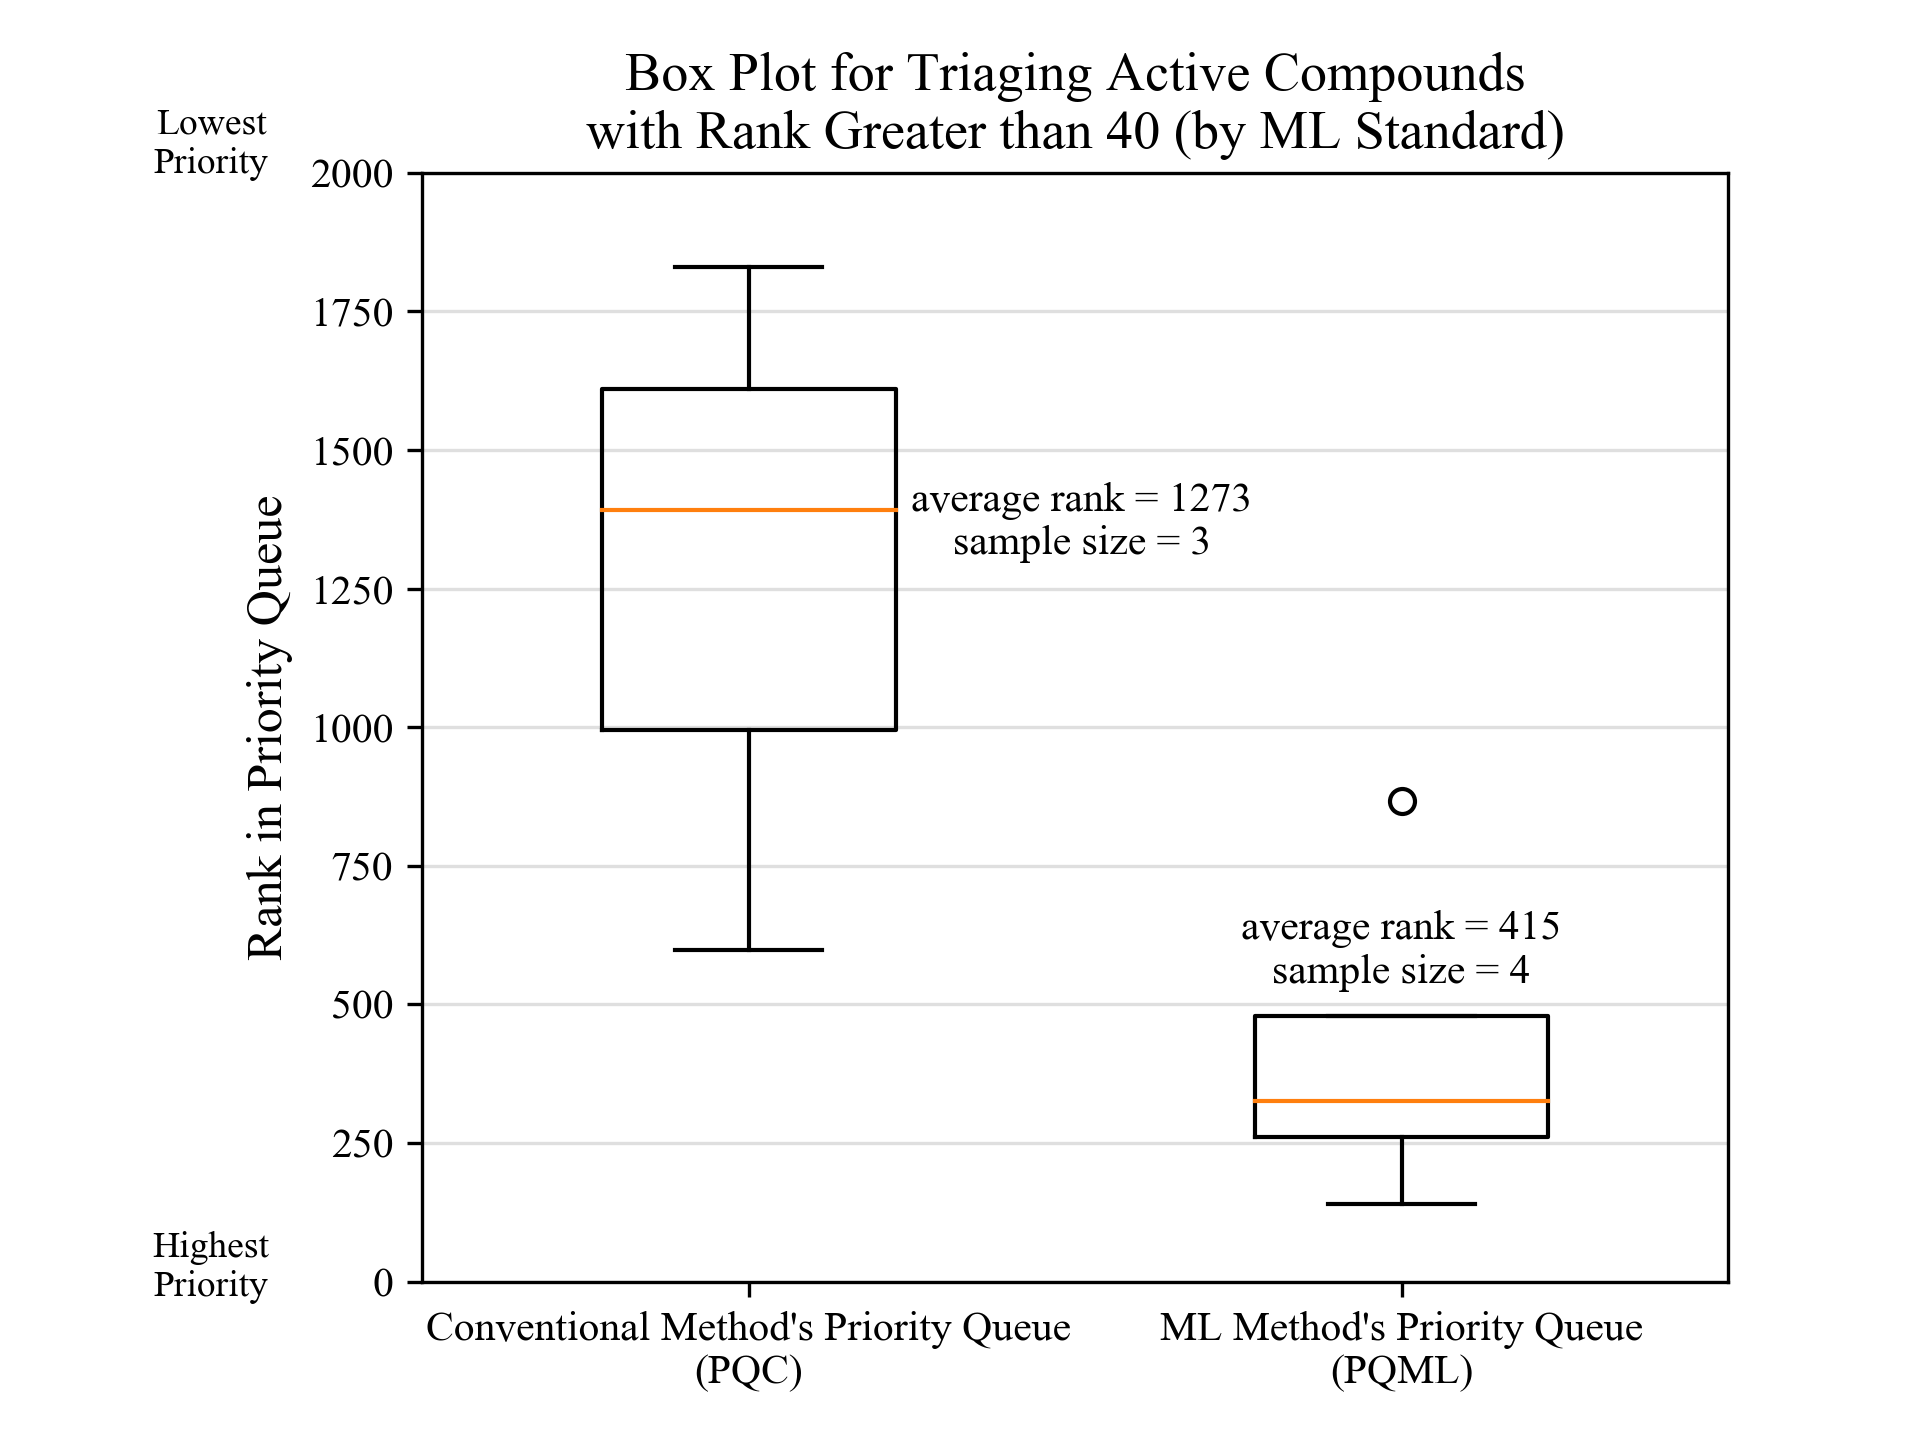 Box Plot for Triaging Active Compounds
with Rank Greater than 40 (by ML Standard)
Lowest
Priority
2000
1750
1500
1250
1000
750
500
250
0
Rank in Priority Queue
Highest
Priority
average rank = 1273
sample size = 3
average rank = 415
sample size = 4
Conventional Method's Priority Queue
(PQC)
ML Method's Priority Queue
(PQML)